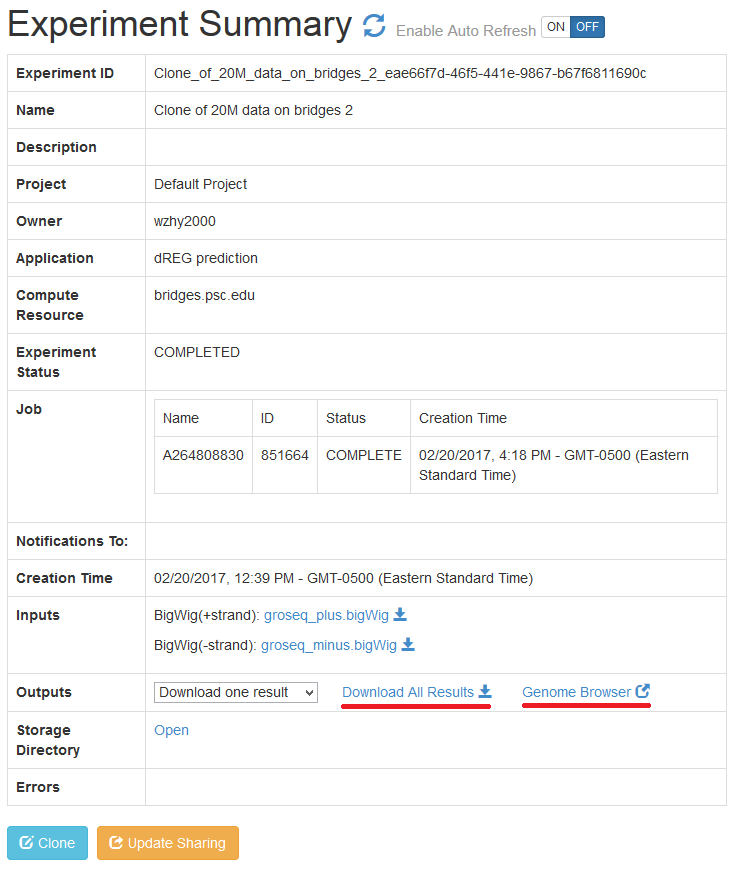 Experiment Summary Enable Auto Refresh ON OFF
Experiment ID Clone_of_20M_data_on_bridges_2_eae66f7d-46f5-441e-9867-b67f6811690c
Name Clone of 20M data on bridges 2
Description
Project Default Project
Owner wzhy2000
Application dREG prediction
Compute bridges.psc.edu
Resource
Experiment COMPLETED
Status
Job
Name ID Status Creation Time
A264808830 851664 COMPLETE 02/20/2017, 4:18 PM - GMT-0500 (Eastern
Standard Time)
Notifications To:
Creation Time 02/20/2017, 12:39 PM - GMT-0500 (Eastern Standard Time)
Inputs BigWig(+strand): groseq_plus.bigWig
BigWig(-strand): groseq_minus.bigWig
Outputs Download one result Download All Results Genome Browser
Storage Open
Directory
Errors
Clone Update Sharing